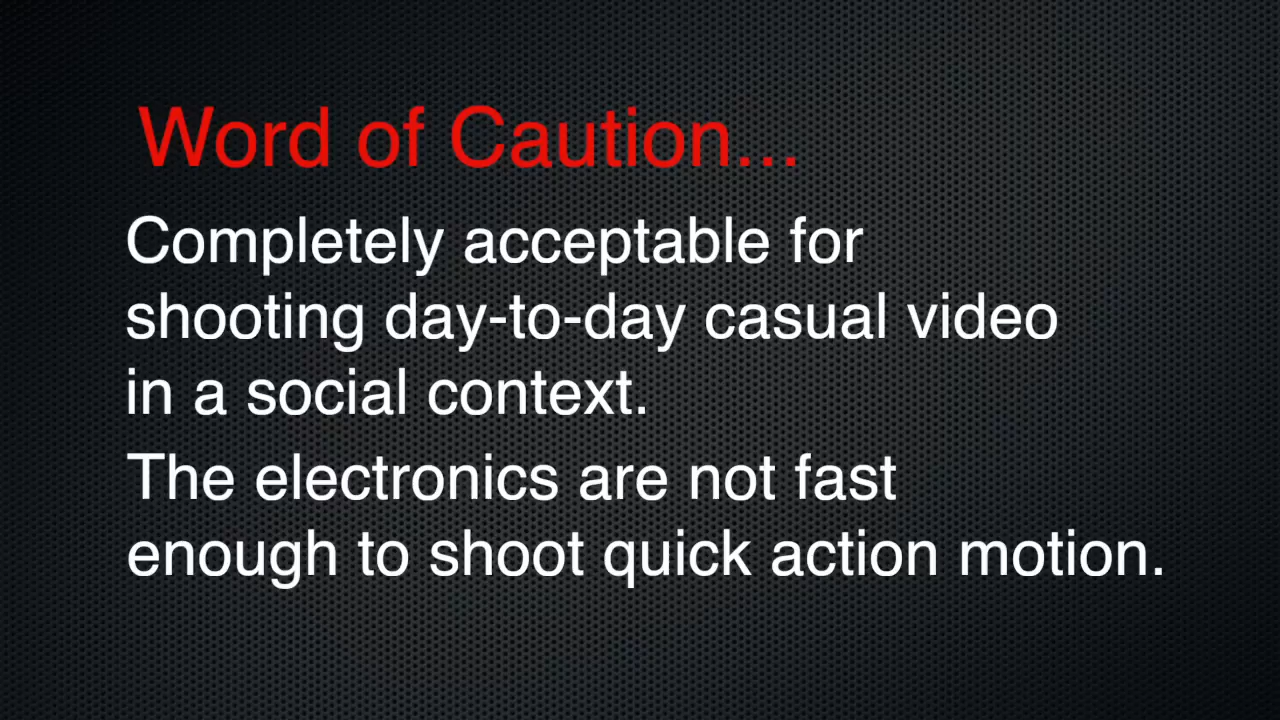 Word of Caution...
Completely acceptable for
shooting day-to-day casual video
in a social context.
The electronics are not fast
enough to shoot quick action motion.